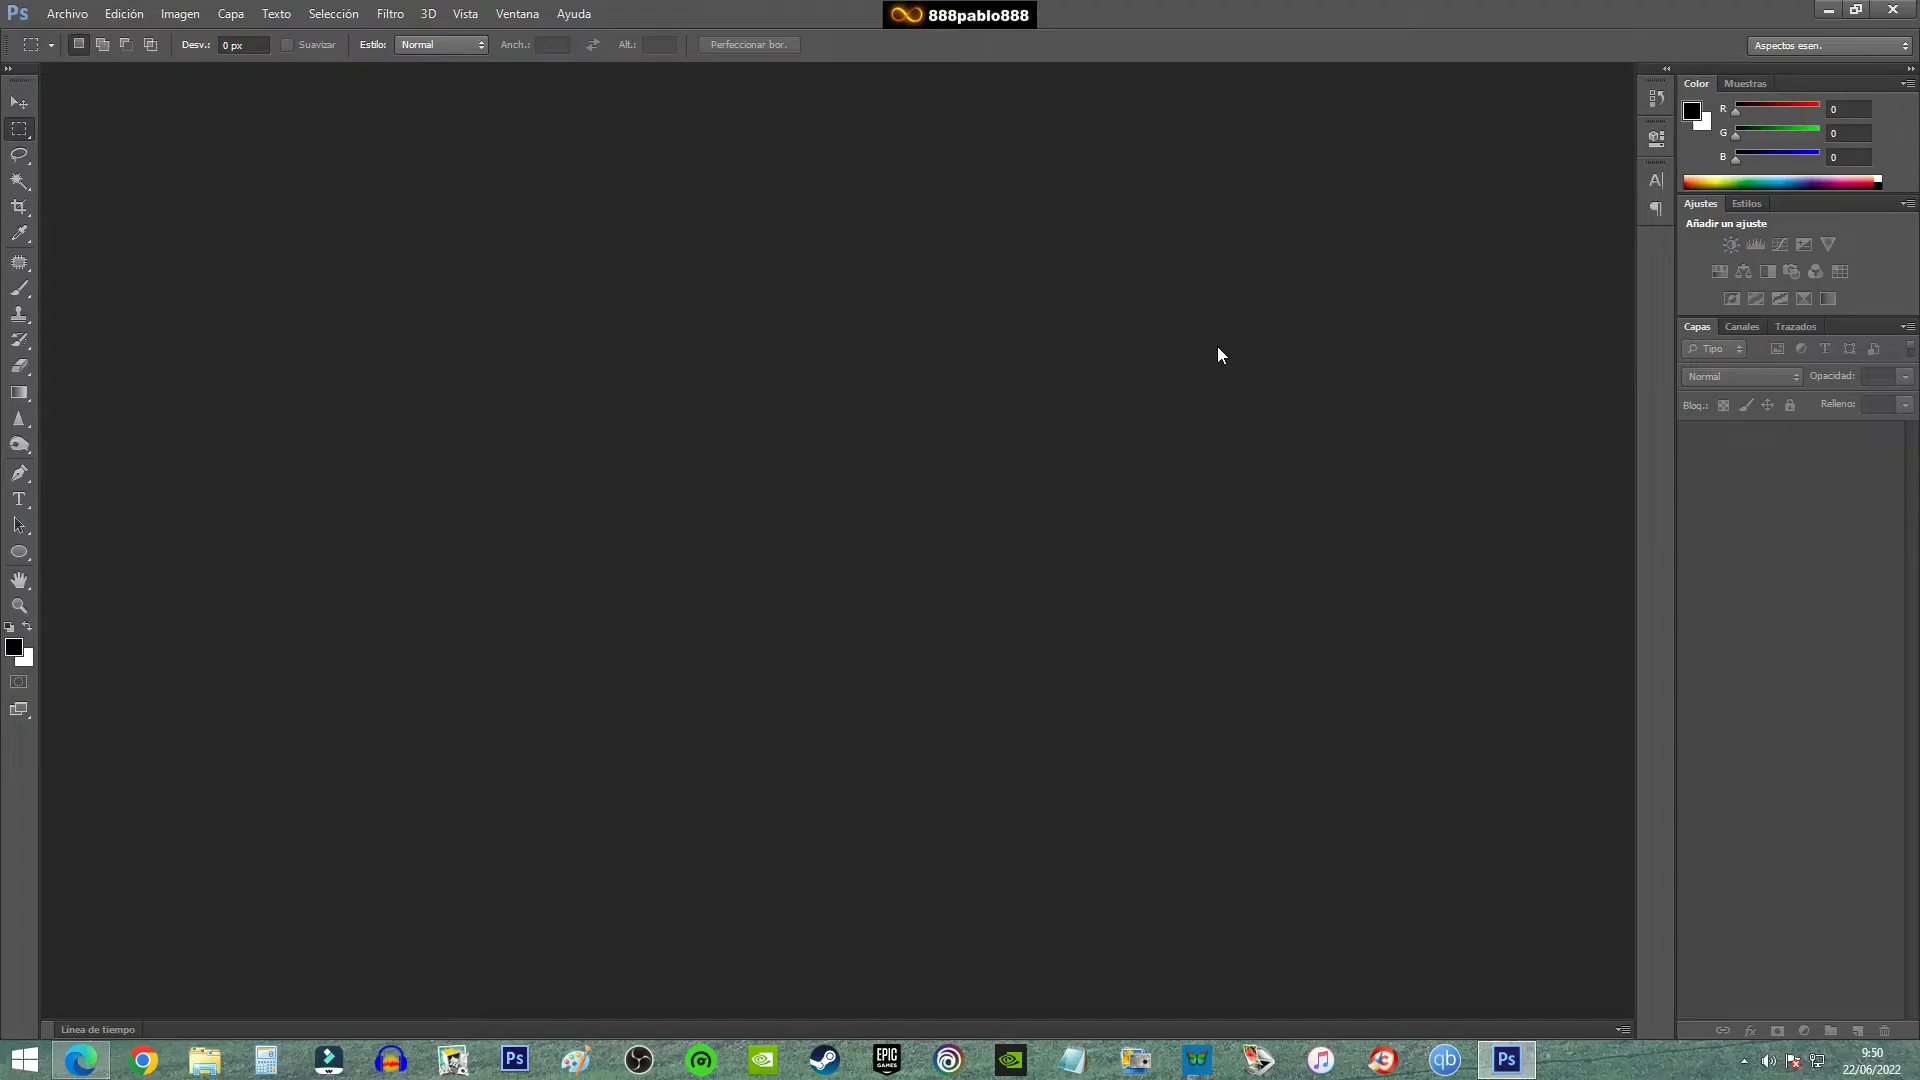 Ps Archivo Edición Imagen Capa Texto Selección Filtro 3D Vista Ventana Ayuda
888pablo888
Desv.: 0 px Suavizar Estilo: Normal Anch.: Alt.: Perfeccionar bor. Aspectos esen.
Color Muestras
R 0
G 0
B 0
Ajustes Estilos
Añadir un ajuste
Capas Canales Trazados
Tipo
Normal Opacidad:
Bloq.: Relleno:
Línea de tiempo
Ps EPIC GAMES qb Ps
9:50
22/06/2022